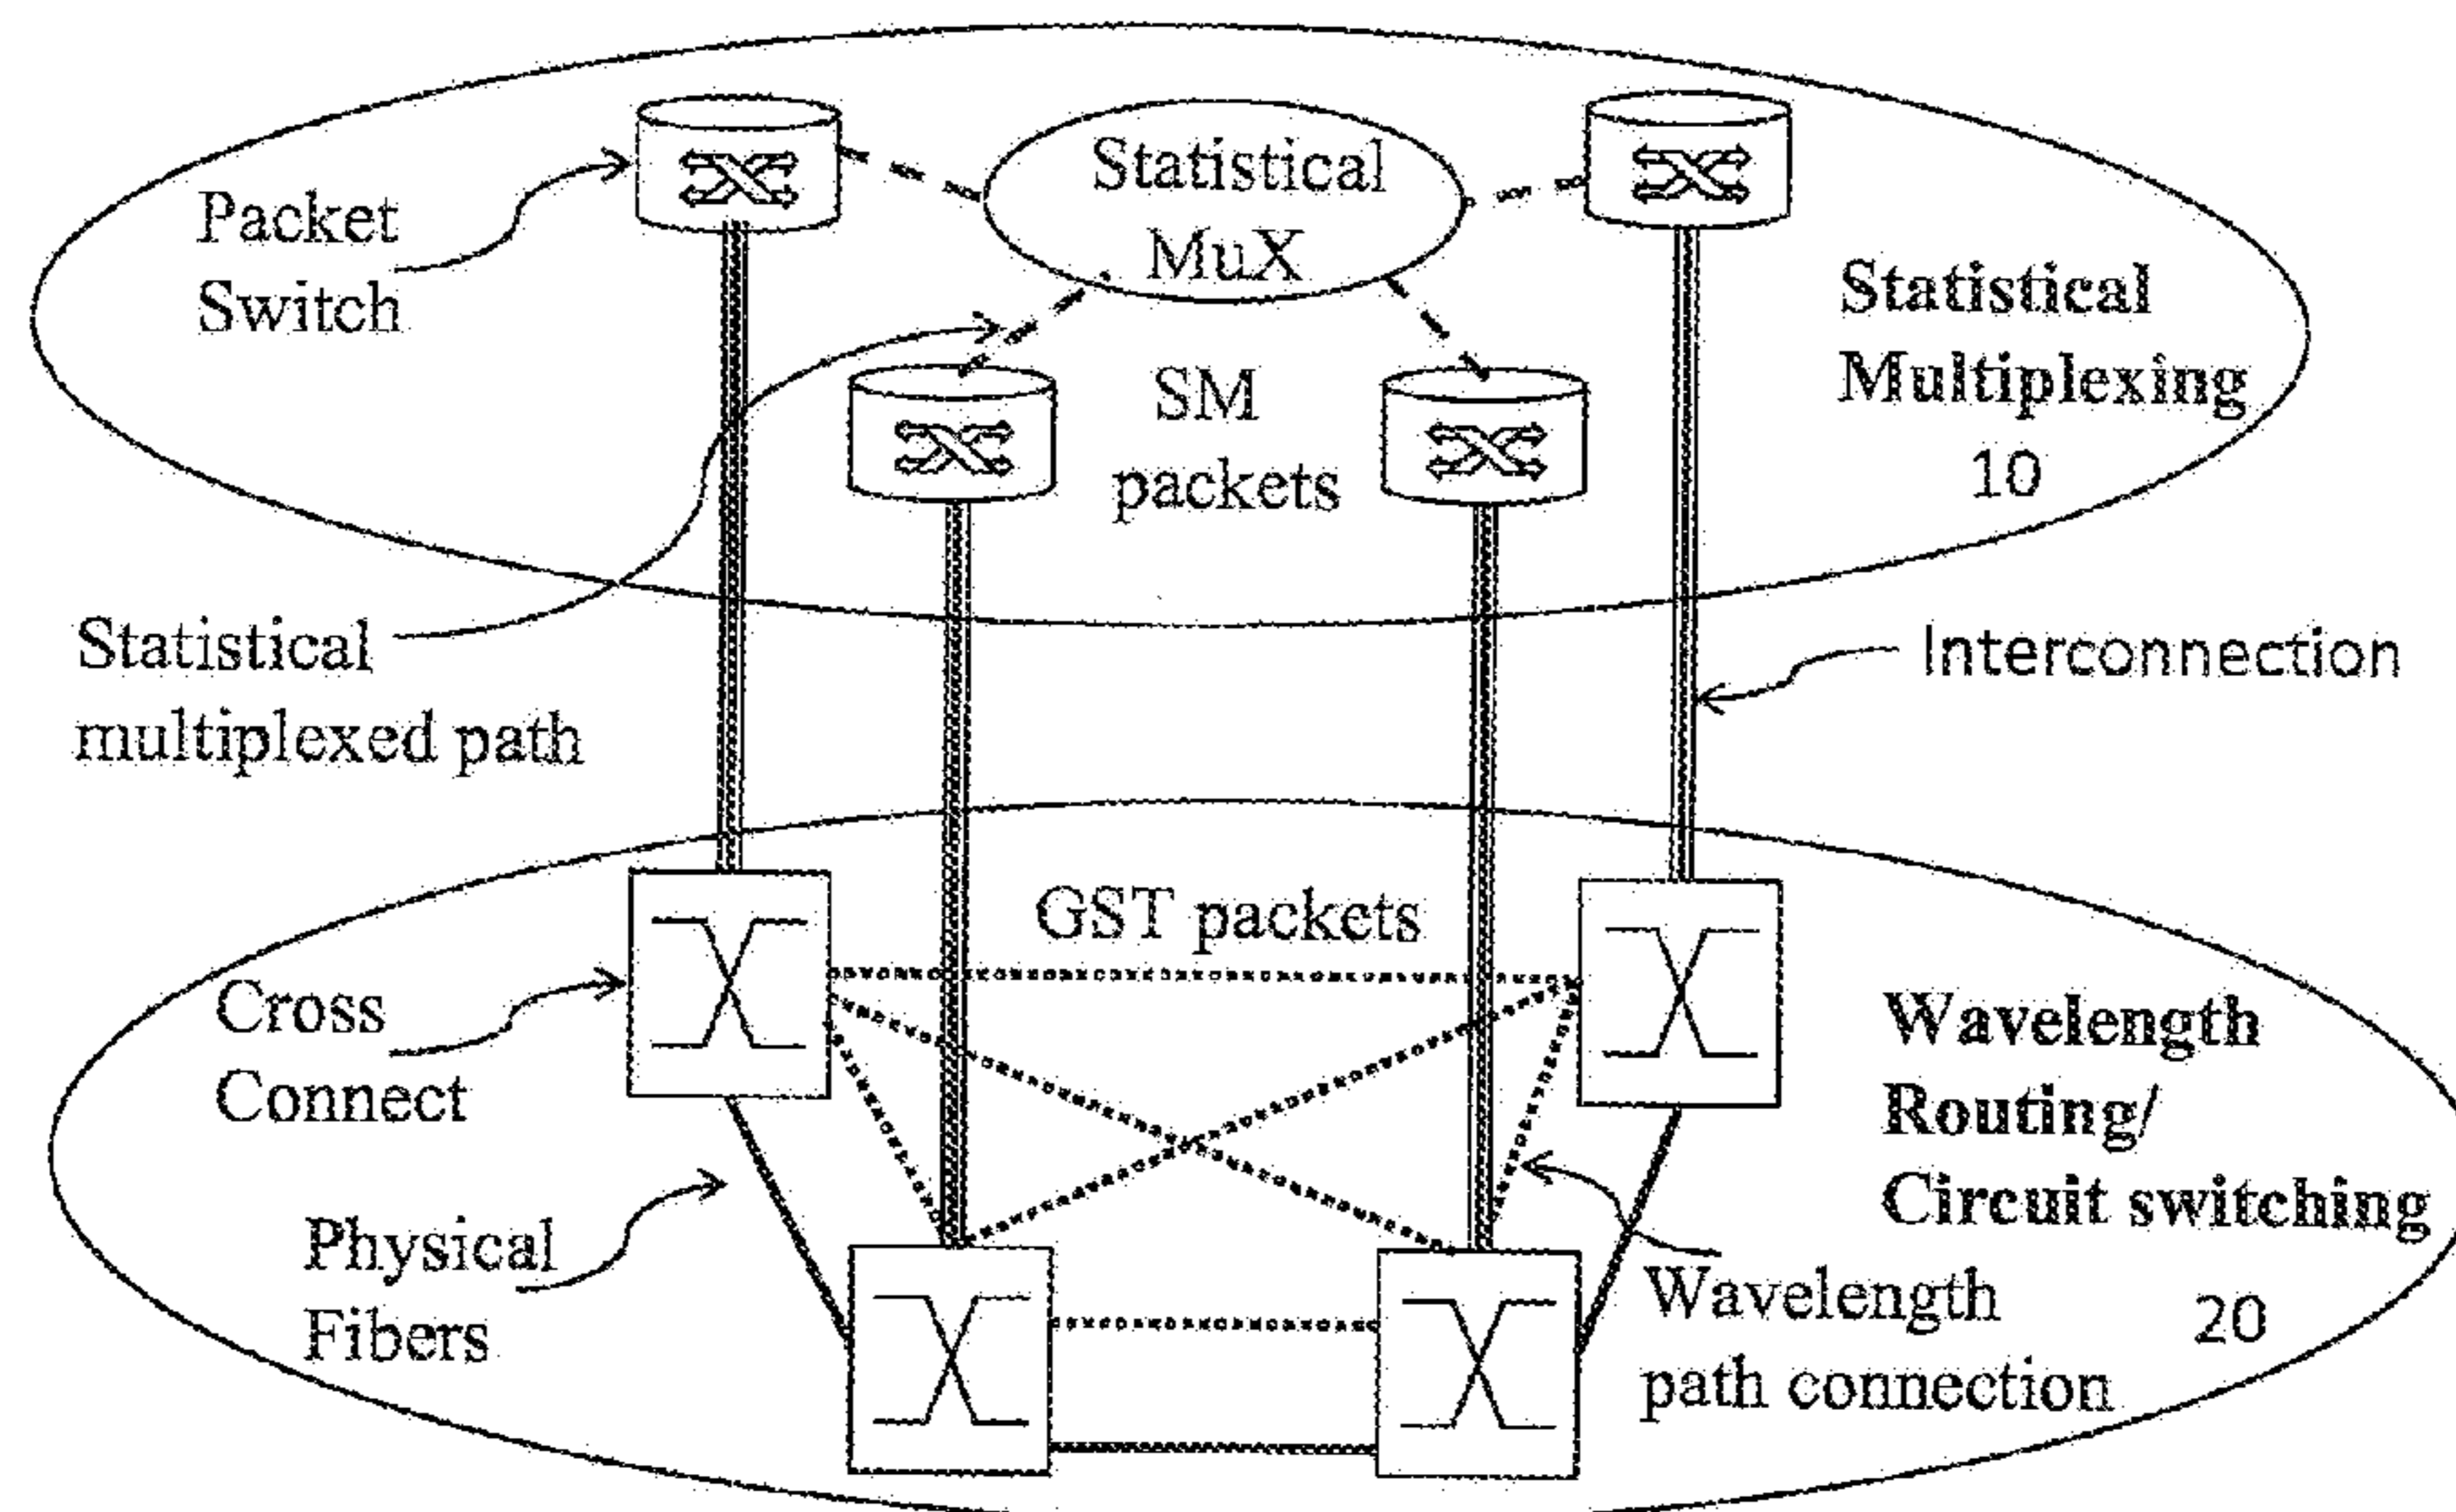 Statistical
MuX
Packet
Switch
Statistical
Multiplexing
10
SM
packets
Statistical
multiplexed path
Interconnection
GST packets
Cross
Connect
Wavelength
Routing/
Circuit switching
Physical
Fibers
Wavelength
path connection
20